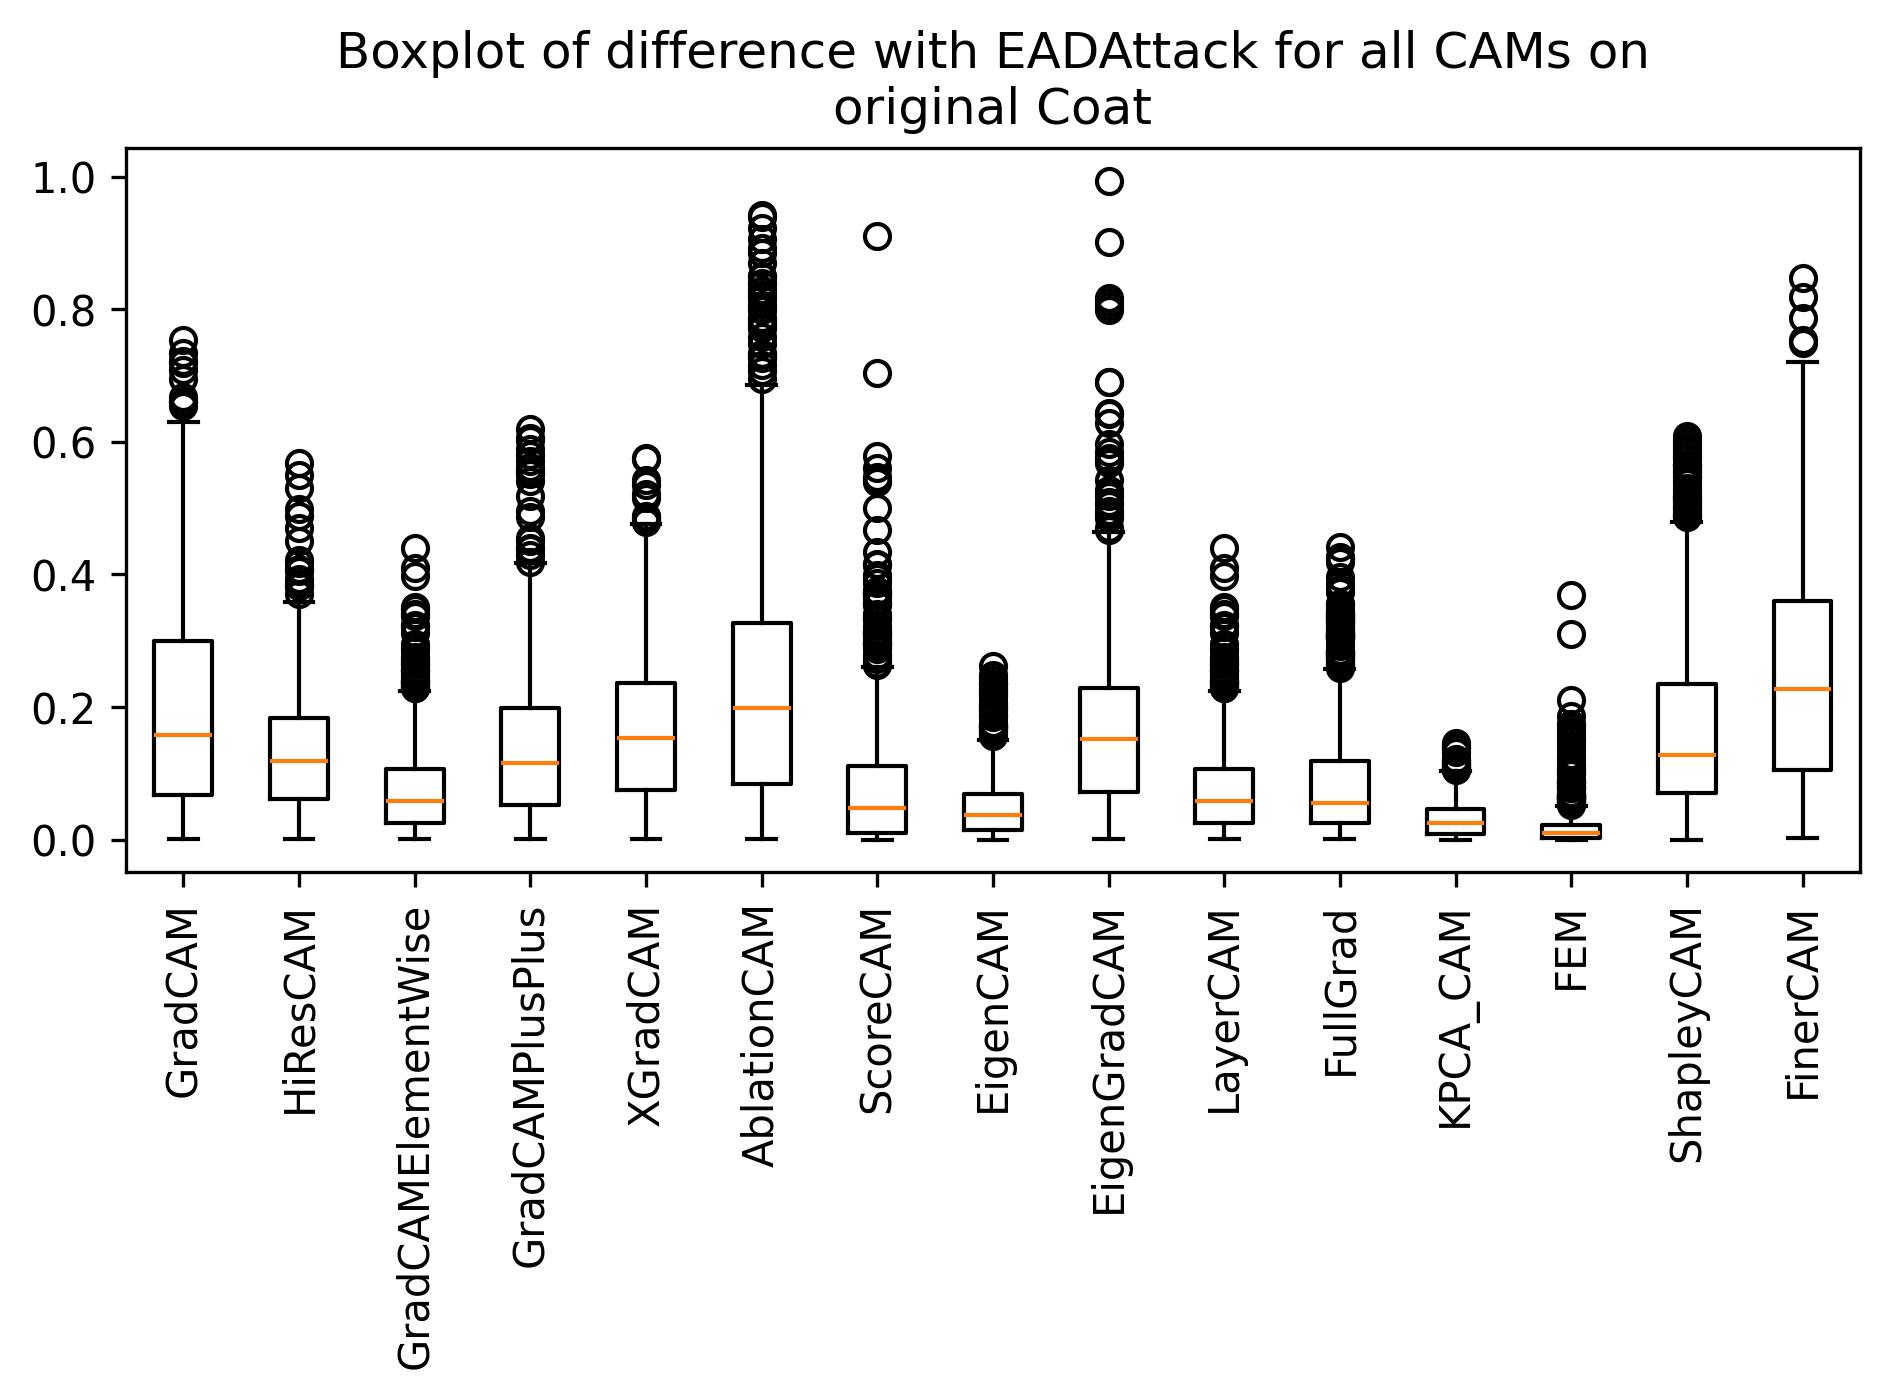 Boxplot of difference with EADAttack for all CAMs on
original Coat
1.0
0.8
0.6
0.4
0.2
0.0
GradCAM
HiResCAM
GradCAMElementWise
GradCAMPlusPlus
XGradCAM
AblationCAM
ScoreCAM
EigenCAM
EigenGradCAM
LayerCAM
FullGrad
KPCA_CAM
FEM
ShapleyCAM
FinerCAM